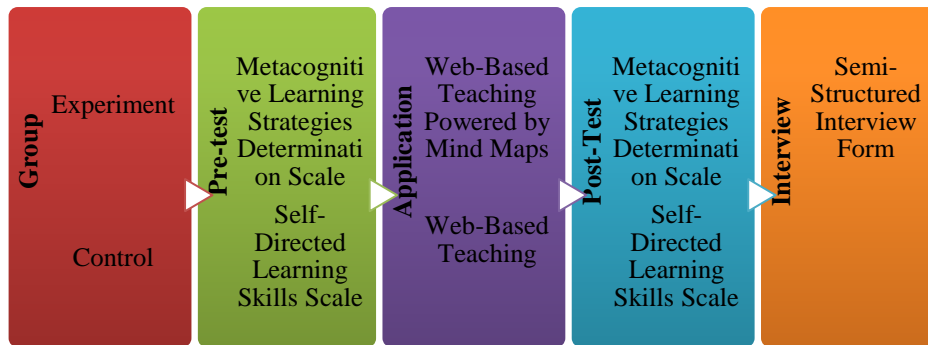 Group
Experiment
Control
Pre-test
Metacogniti
ve Learning
Strategies
Determinati
on Scale
Self-
Directed
Learning
Skills Scale
Application
Web-Based
Teaching
Powered by
Mind Maps
Web-Based
Teaching
Post-Test
Metacogniti
ve Learning
Strategies
Determinati
on Scale
Self-
Directed
Learning
Skills Scale
Interview
Semi-
Structured
Interview
Form